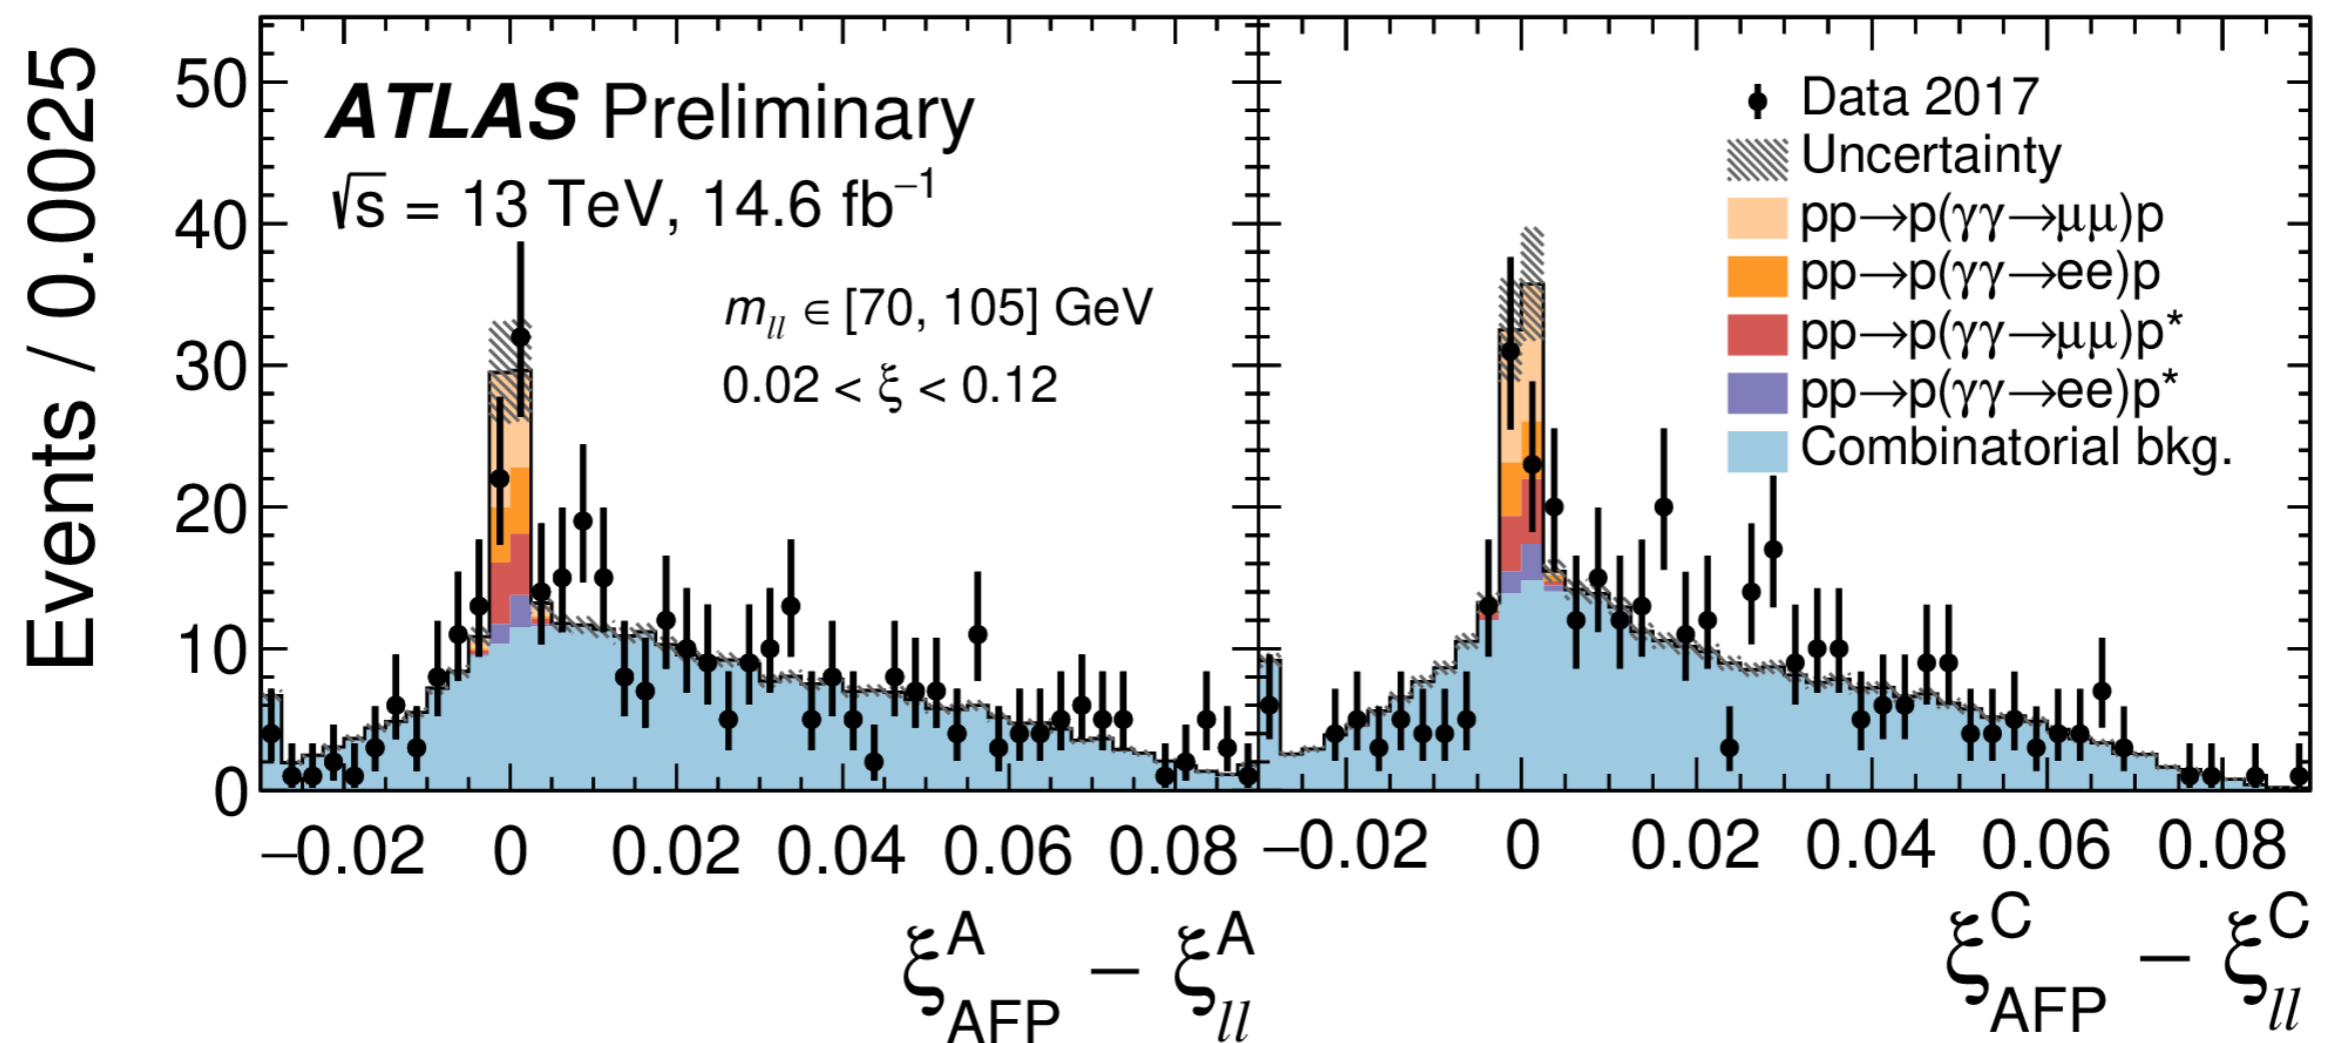 Events / 0.0025
50
40
30
20
10
0
ATLAS Preliminary
√s = 13 TeV, 14.6 fb⁻¹
mₗₗ ∈ [70, 105] GeV
0.02 < ξ < 0.12
Data 2017
Uncertainty
pp→p(γγ→μμ)p
pp→p(γγ→ee)p
pp→p(γγ→μμ)p*
pp→p(γγ→ee)p*
Combinatorial bkg.
−0.02 0 0.02 0.04 0.06 0.08
−0.02 0 0.02 0.04 0.06 0.08
ξ^A_AFP − ξ^A_ll
ξ^C_AFP − ξ^C_ll